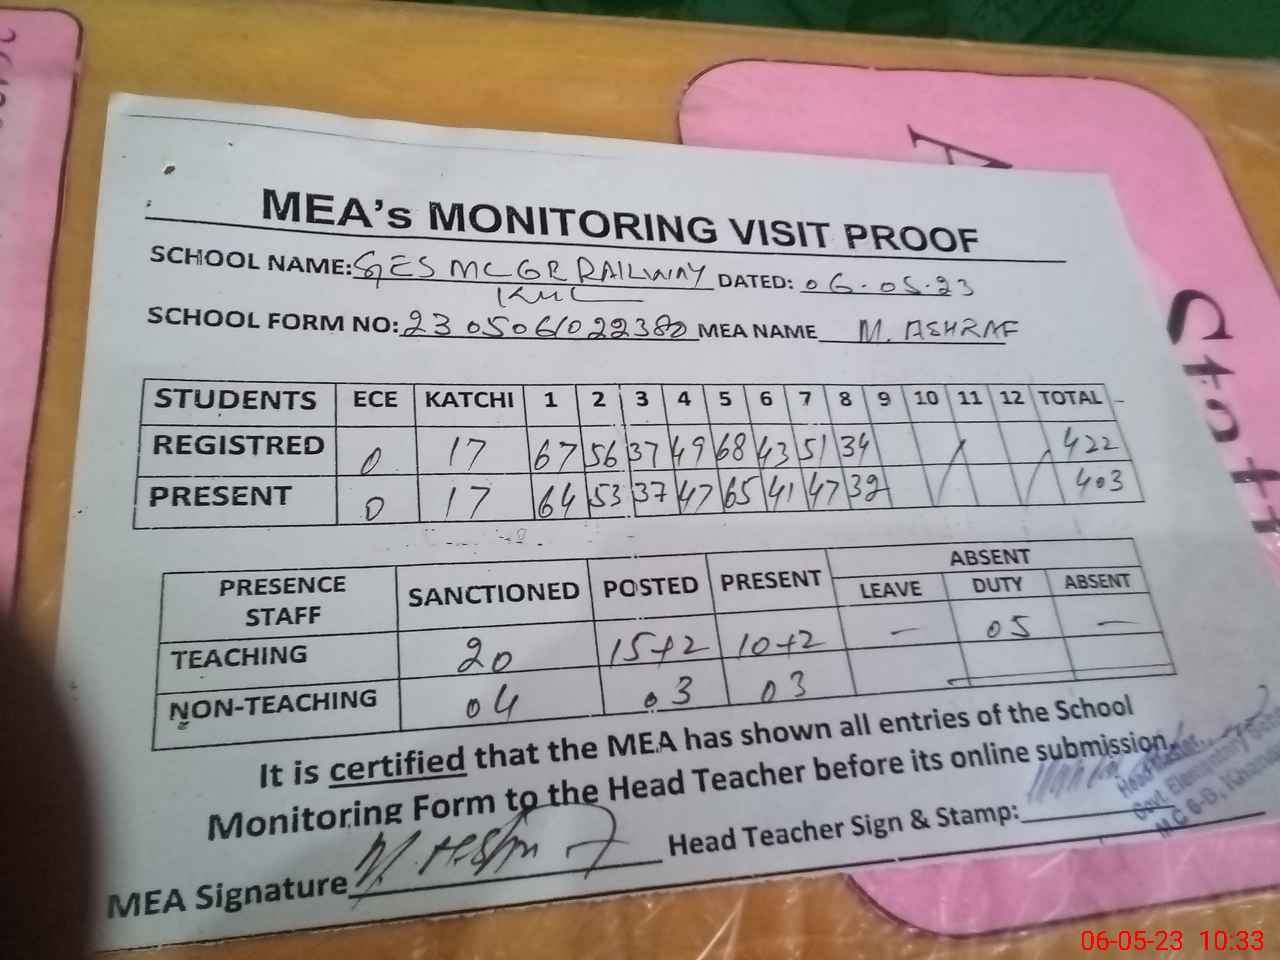 MEA's MONITORING VISIT PROOF
SCHOOL NAME: GES MC GR RAILWAY DATED: 06.05.23
SCHOOL FORM NO: 2305061022380 MEA NAME M. ASHRAF
STUDENTS ECE KATCHI 1 2 3 4 5 6 7 8 9 10 11 12 TOTAL
REGISTRED 0 17 67 56 37 49 68 43 51 34 422
PRESENT 0 17 64 53 37 47 65 41 47 32 403
PRESENCE STAFF SANCTIONED POSTED PRESENT ABSENT
LEAVE DUTY ABSENT
TEACHING 20 15+2 10+2 — 05 —
NON-TEACHING 04 03 03
It is certified that the MEA has shown all entries of the School
Monitoring Form to the Head Teacher before its online submission
Head Teacher Sign & Stamp:
MEA Signature M. Ashraf
Govt. Elementary
06-05-23 10:33